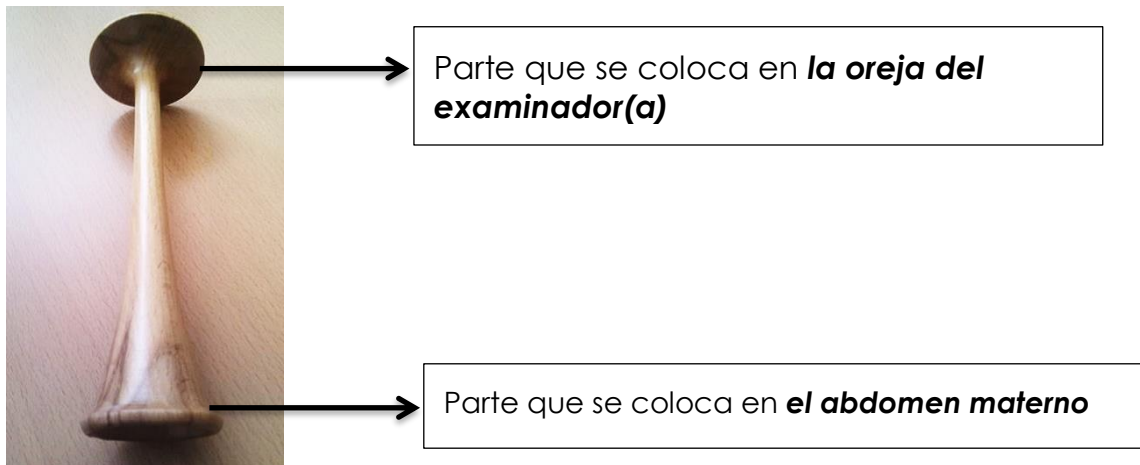 Parte que se coloca en la oreja del
examinador(a)
Parte que se coloca en el abdomen materno